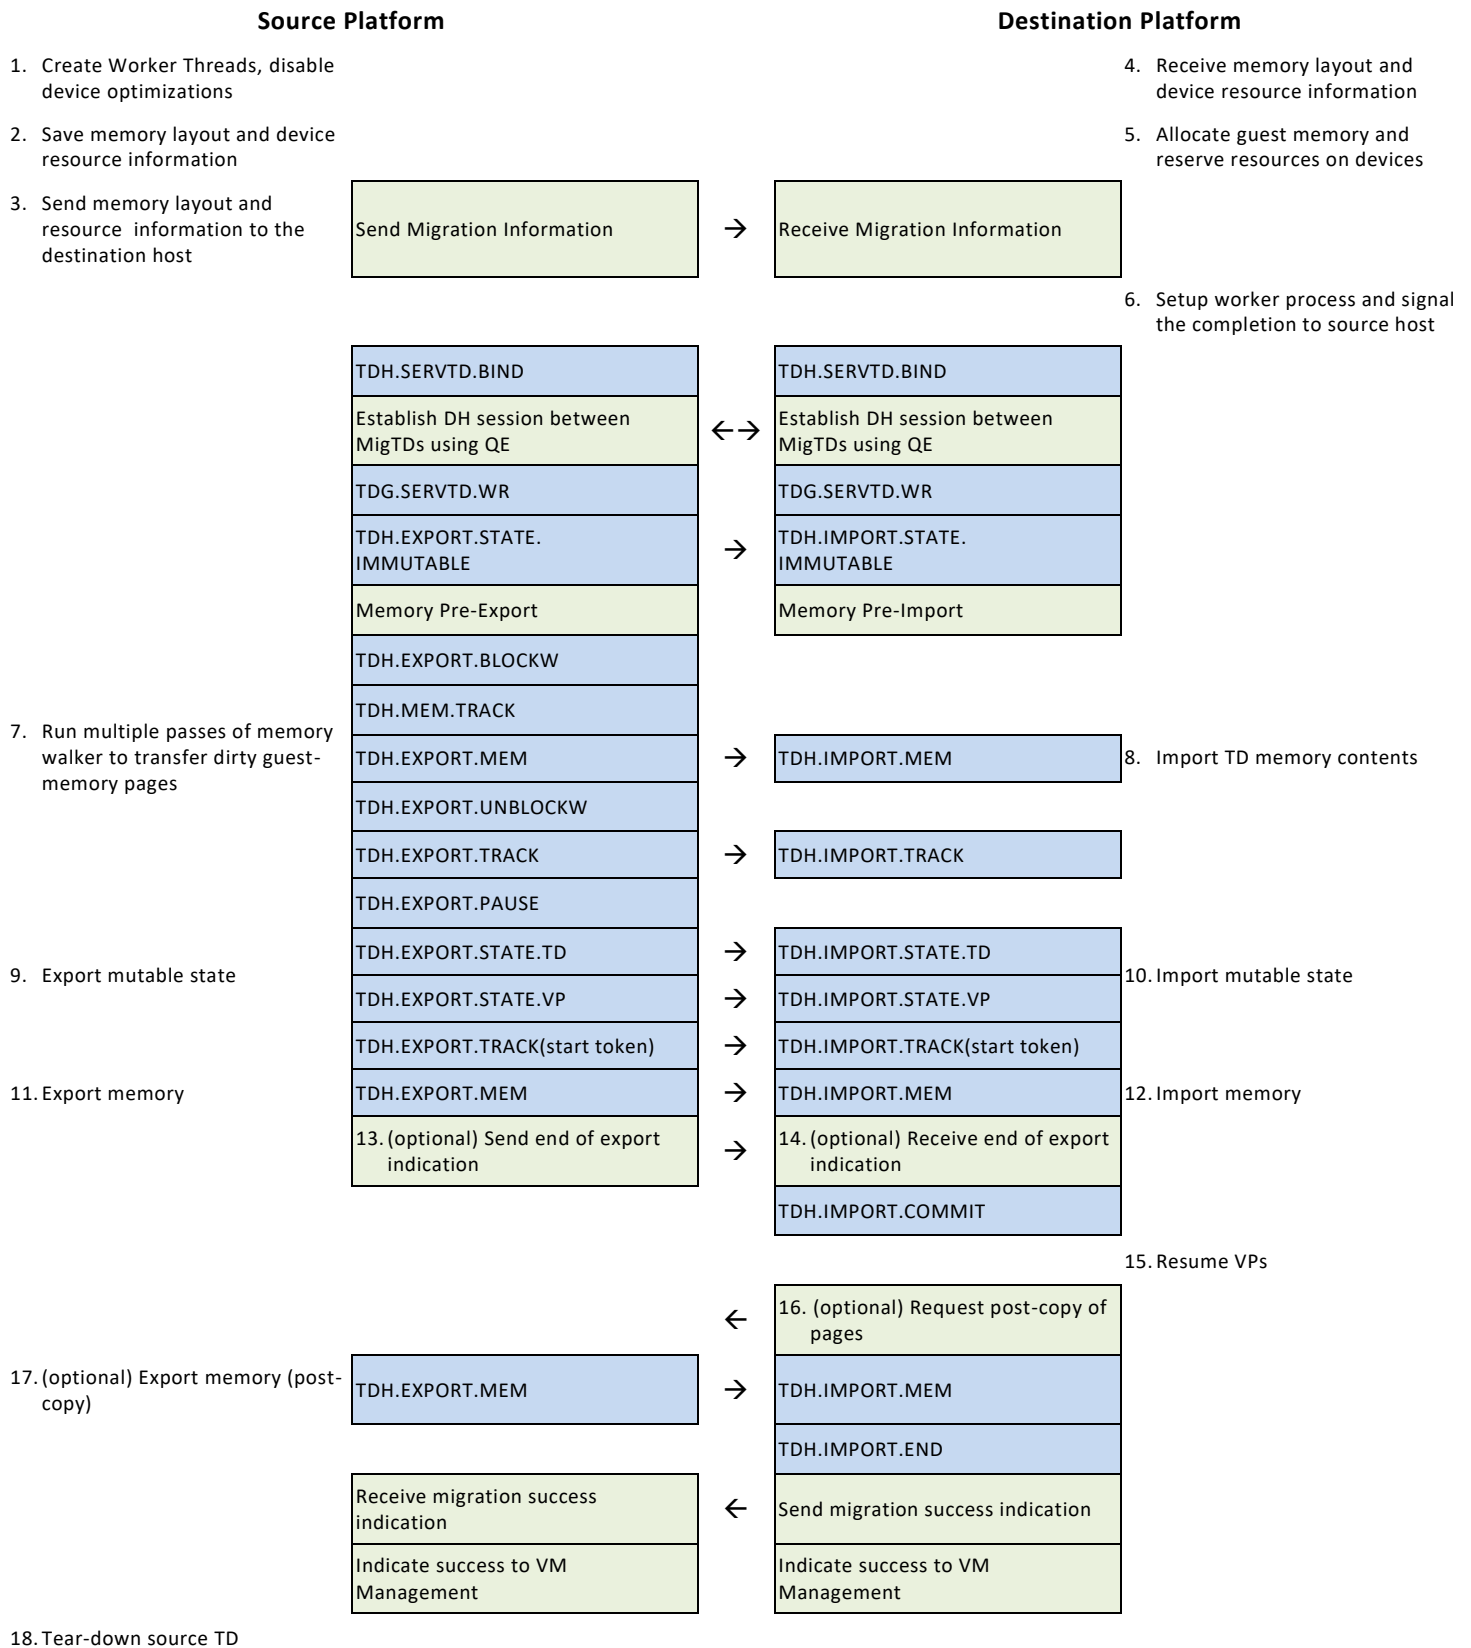 Source Platform
Destination Platform
1. Create Worker Threads, disable
device optimizations
4. Receive memory layout and
device resource information
2. Save memory layout and device
resource information
5. Allocate guest memory and
reserve resources on devices
3. Send memory layout and
resource information to the
destination host
Send Migration Information
→
Receive Migration Information
6. Setup worker process and signal
the completion to source host
TDH.SERVTD.BIND
TDH.SERVTD.BIND
Establish DH session between
MigTDs using QE
←→
Establish DH session between
MigTDs using QE
TDG.SERVTD.WR
TDG.SERVTD.WR
TDH.EXPORT.STATE.
IMMUTABLE
→
TDH.IMPORT.STATE.
IMMUTABLE
Memory Pre-Export
Memory Pre-Import
TDH.EXPORT.BLOCKW
TDH.MEM.TRACK
7. Run multiple passes of memory
walker to transfer dirty guest-
memory pages
TDH.EXPORT.MEM
→
TDH.IMPORT.MEM
8. Import TD memory contents
TDH.EXPORT.UNBLOCKW
TDH.EXPORT.TRACK
→
TDH.IMPORT.TRACK
TDH.EXPORT.PAUSE
TDH.EXPORT.STATE.TD
→
TDH.IMPORT.STATE.TD
9. Export mutable state
10. Import mutable state
TDH.EXPORT.STATE.VP
→
TDH.IMPORT.STATE.VP
TDH.EXPORT.TRACK(start token)
→
TDH.IMPORT.TRACK(start token)
11. Export memory
TDH.EXPORT.MEM
→
TDH.IMPORT.MEM
12. Import memory
13. (optional) Send end of export
indication
→
14. (optional) Receive end of export
indication
TDH.IMPORT.COMMIT
15. Resume VPs
←
16. (optional) Request post-copy of
pages
17. (optional) Export memory (post-
copy)
TDH.EXPORT.MEM
→
TDH.IMPORT.MEM
TDH.IMPORT.END
Receive migration success
indication
←
Send migration success indication
Indicate success to VM
Management
Indicate success to VM
Management
18. Tear-down source TD